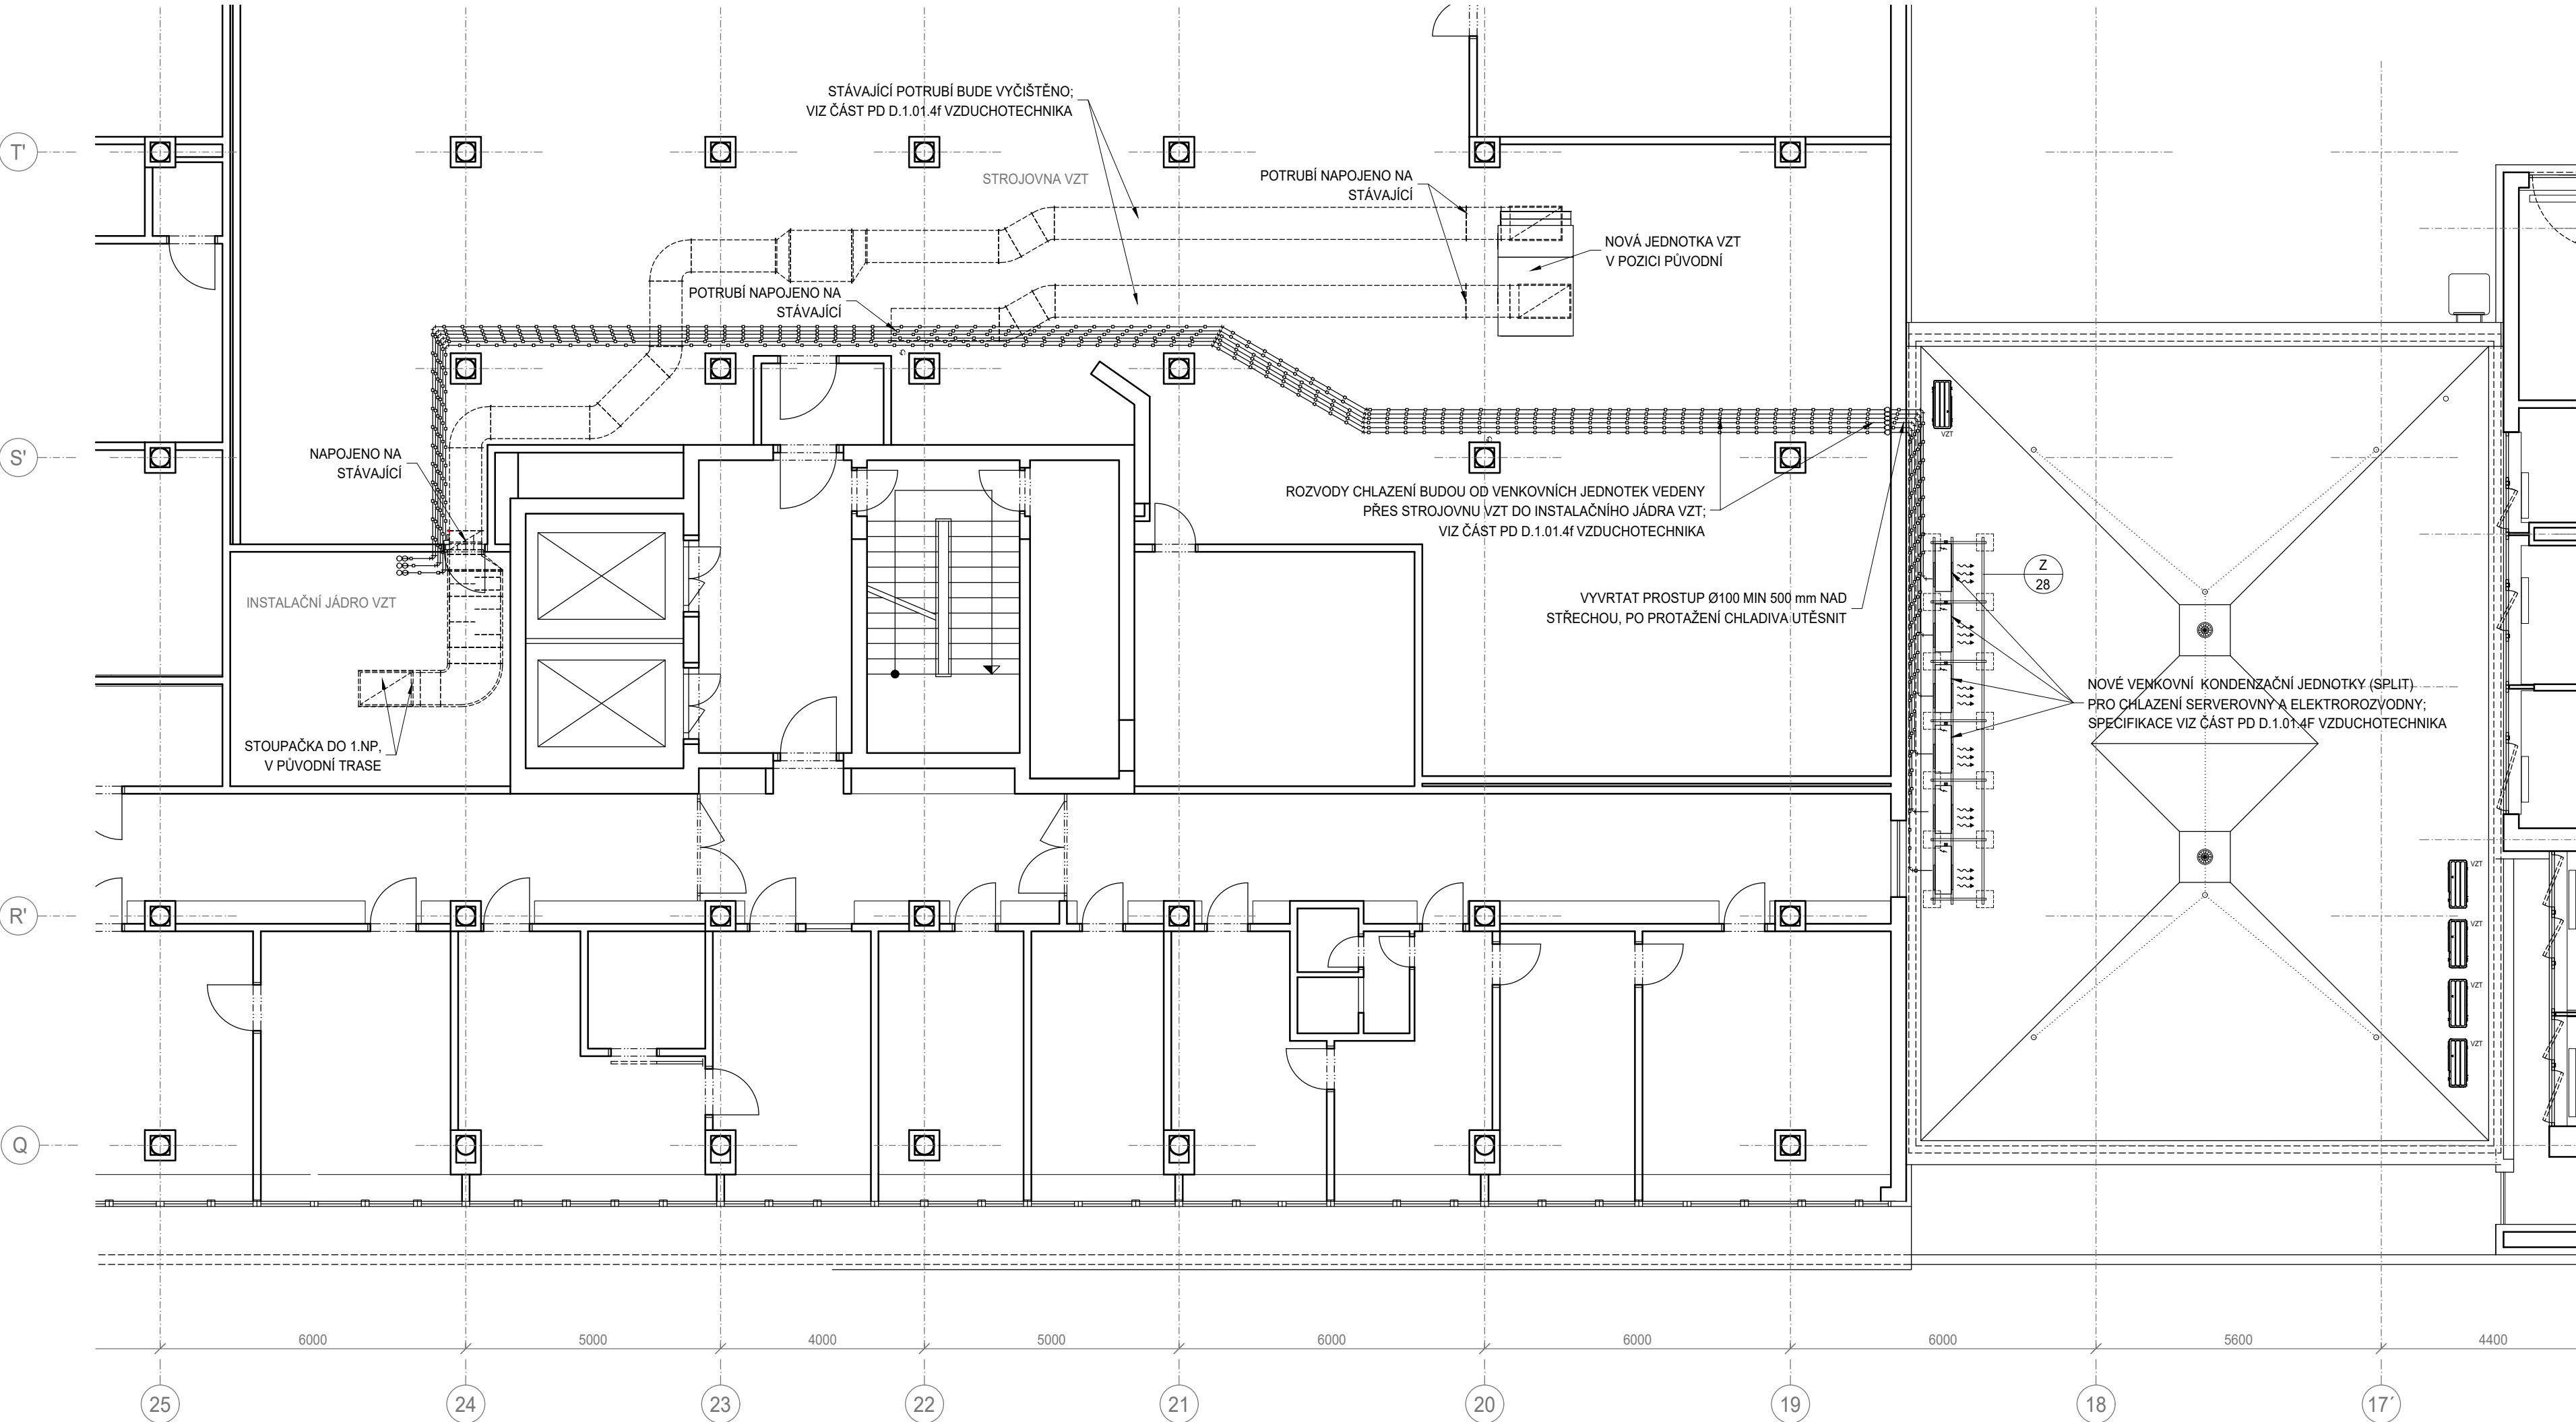 STÁVAJÍCÍ POTRUBÍ BUDE VYČIŠTĚNO;
VIZ ČÁST PD D.1.01.4f VZDUCHOTECHNIKA
T'
STROJOVNA VZT
POTRUBÍ NAPOJENO NA
STÁVAJÍCÍ
NOVÁ JEDNOTKA VZT
V POZICI PŮVODNÍ
POTRUBÍ NAPOJENO NA
STÁVAJÍCÍ
VZT
S'
NAPOJENO NA
STÁVAJÍCÍ
ROZVODY CHLAZENÍ BUDOU OD VENKOVNÍCH JEDNOTEK VEDENY
PŘES STROJOVNU VZT DO INSTALAČNÍHO JÁDRA VZT;
VIZ ČÁST PD D.1.01.4f VZDUCHOTECHNIKA
Z
28
INSTALAČNÍ JÁDRO VZT
VYVRTAT PROSTUP Ø100 MIN 500 mm NAD
STŘECHOU, PO PROTAŽENÍ CHLADIVA UTĚSNIT
NOVÉ VENKOVNÍ KONDENZAČNÍ JEDNOTKY (SPLIT)
PRO CHLAZENÍ SERVEROVNY A ELEKTROROZVODNY;
SPECIFIKACE VIZ ČÁST PD D.1.01.4F VZDUCHOTECHNIKA
STOUPAČKA DO 1.NP,
V PŮVODNÍ TRASE
VZT
R'
VZT
VZT
VZT
Q
6000
5000
4000
5000
6000
6000
6000
5600
4400
25
24
23
22
21
20
19
18
17´